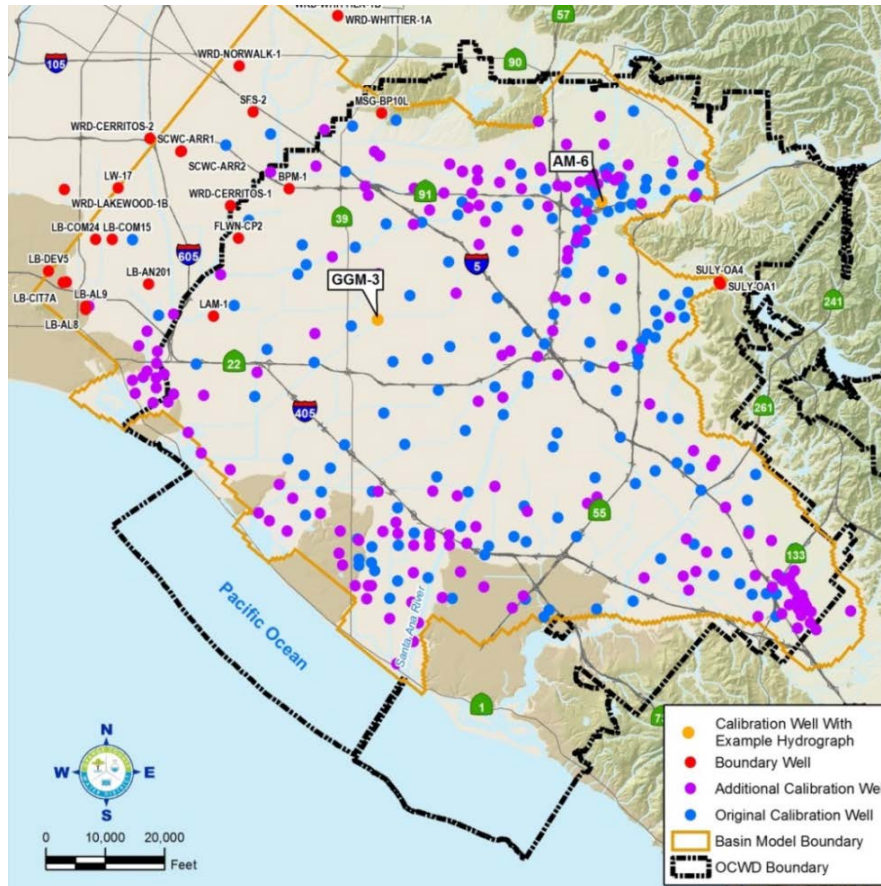 WRD-WHITTIER-1A
57
WRD-NORWALK-1
90
105
SFS-2
MSG-BP10L
WRD-CERRITOS-2
SCWC-ARR1
AM-6
SCWC-ARR2
BPM-1
LW-17
91
WRD-CERRITOS-1
WRD-LAKEWOOD-1B
39
FLWN-CP2
LB-COM24
LB-COM15
605
5
LB-DEV5
LB-AN201
GGM-3
SULY-OA4
SULY-OA1
LB-CIT7A
LB-AL9
241
LAM-1
LB-AL8
22
261
405
55
133
Pacific Ocean
Santa Ana River
1
N
W
E
S
0 10,000 20,000
Feet
Calibration Well With
Example Hydrograph
Boundary Well
Additional Calibration We
Original Calibration Well
Basin Model Boundary
OCWD Boundary